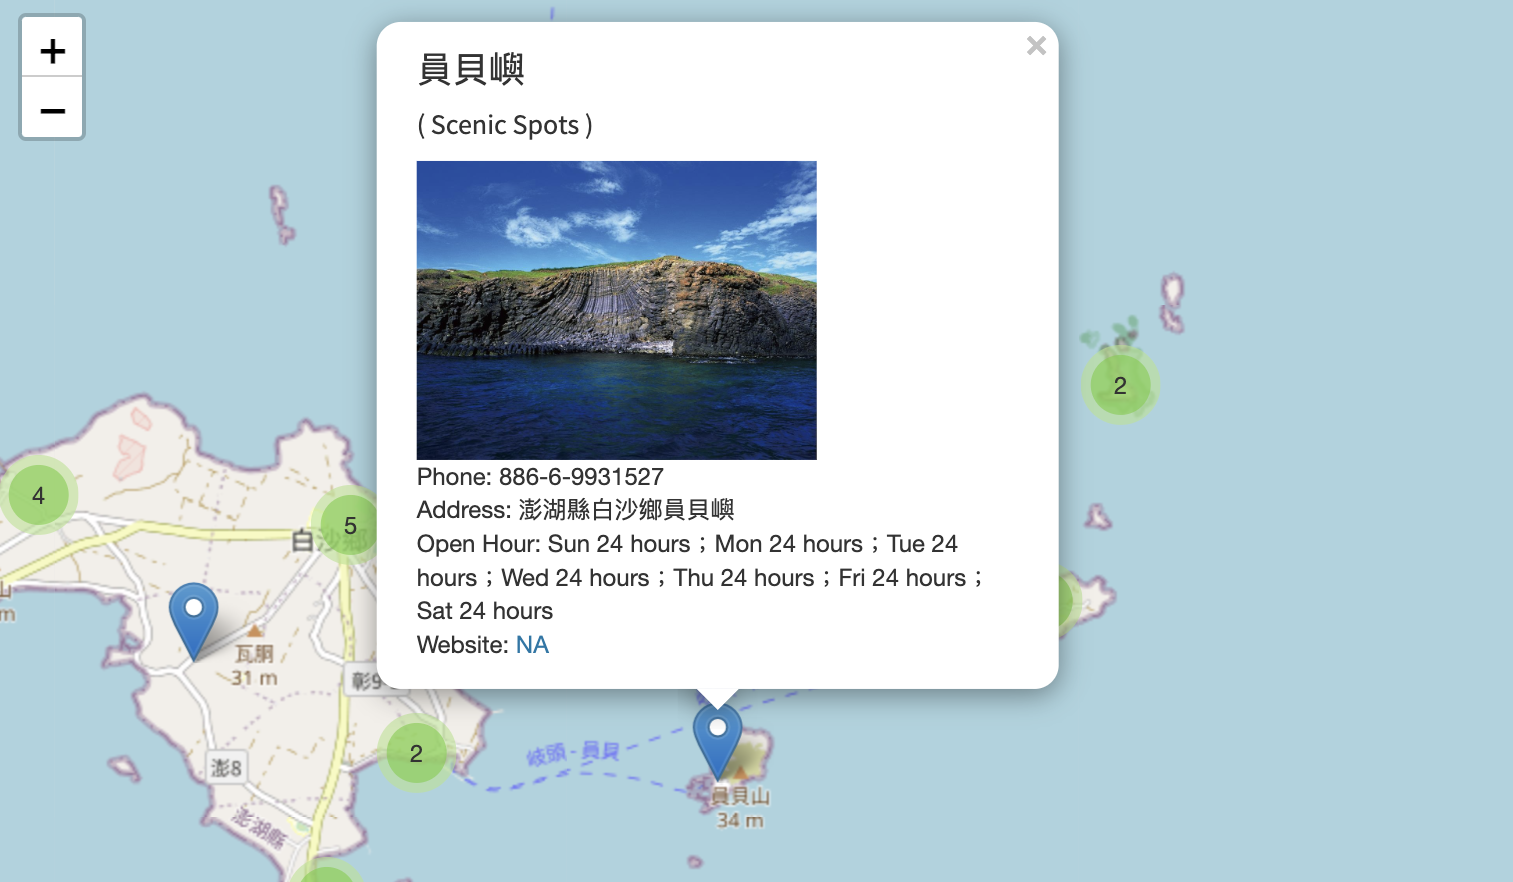 +
−
員貝嶼
×
( Scenic Spots )
Phone: 886-6-9931527
Address: 澎湖縣白沙鄉員貝嶼
Open Hour: Sun 24 hours；Mon 24 hours；Tue 24
hours；Wed 24 hours；Thu 24 hours；Fri 24 hours；
Sat 24 hours
Website: NA
2
4
5
白沙鄉
山
m
瓦硐
31 m
彰9
2
岐頭 - 員貝
澎8
員貝山
34 m
澎湖縣